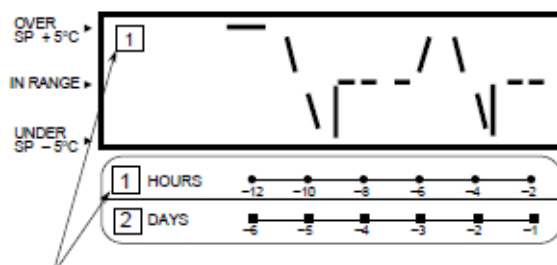 OVER
SP +5°C
1
IN RANGE
UNDER
SP −5°C
1 HOURS
−12 −10 −8 −6 −4 −2
2 DAYS
−6 −5 −4 −3 −2 −1